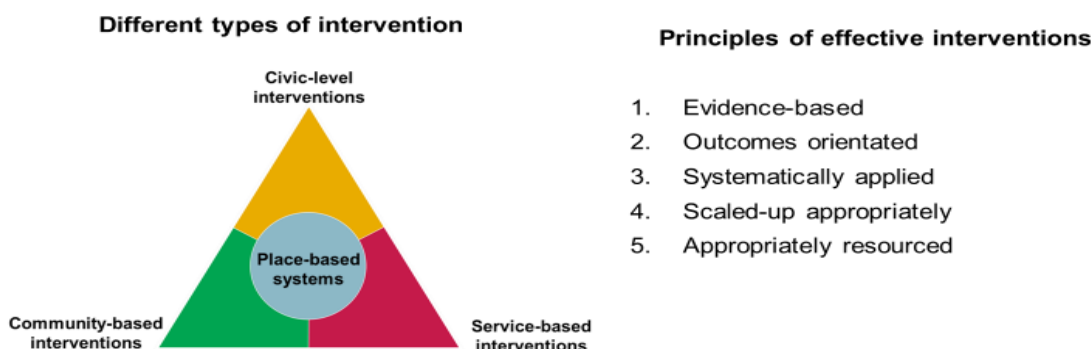 Different types of intervention
Civic-level
interventions
Place-based
systems
Community-based
interventions
Service-based
interventions
Principles of effective interventions
1. Evidence-based
2. Outcomes orientated
3. Systematically applied
4. Scaled-up appropriately
5. Appropriately resourced